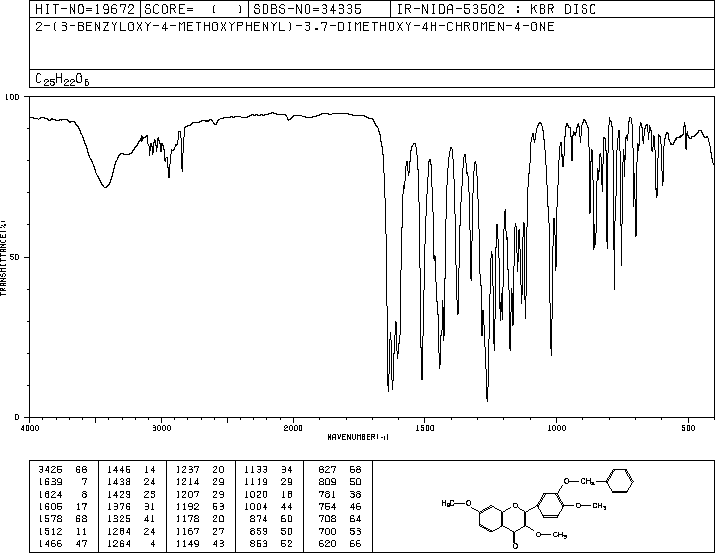 HIT-NO=19672 SCORE= ( ) SDBS-NO=34335 IR-NIDA-53502 : KBR DISC
2-(3-BENZYLOXY-4-METHOXYPHENYL)-3,7-DIMETHOXY-4H-CHROMEN-4-ONE
C25H22O6
100
50
0
TRANSMITTANCE(%)
4000 3000 2000 1500 1000 500
WAVENUMBER(-1)
3425 68 1445 14 1237 20 1133 34 827 58
1639 7 1438 24 1214 29 1119 29 809 50
1624 8 1429 23 1207 29 1020 18 781 38
1605 17 1376 31 1192 53 1004 44 754 46
1578 68 1325 41 1178 20 874 60 708 64
1512 11 1284 24 1167 27 859 50 700 53
1466 47 1264 4 1149 43 853 52 620 66
O—CH2
CH3O
O
O—CH3
O—CH3
O